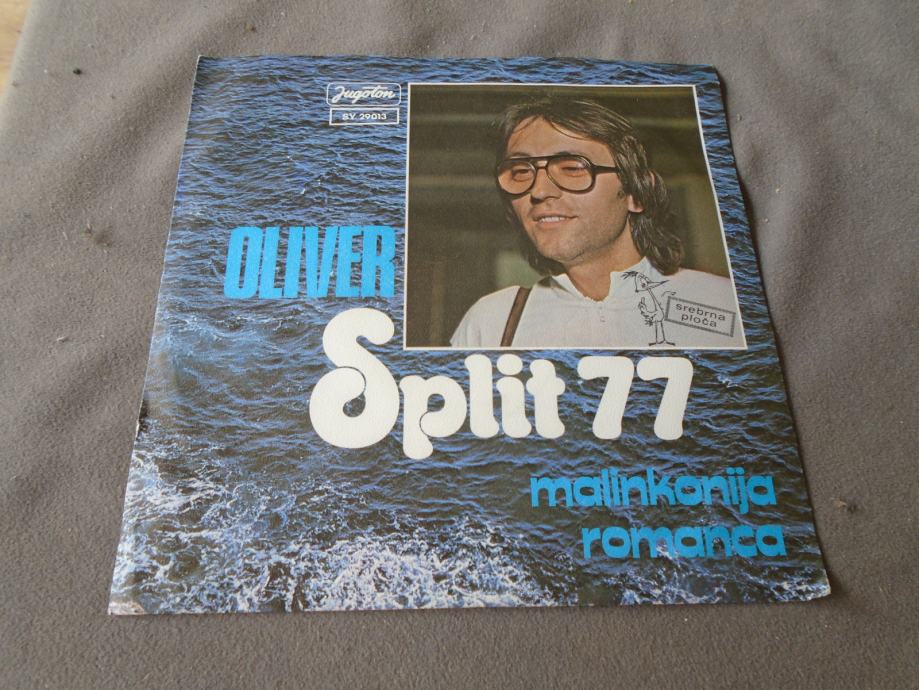 Jugoton
SY 29013
OLIVER
srebrna
ploča
Split 77
malinkonija
romanca